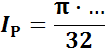 I_P = π · … / 32